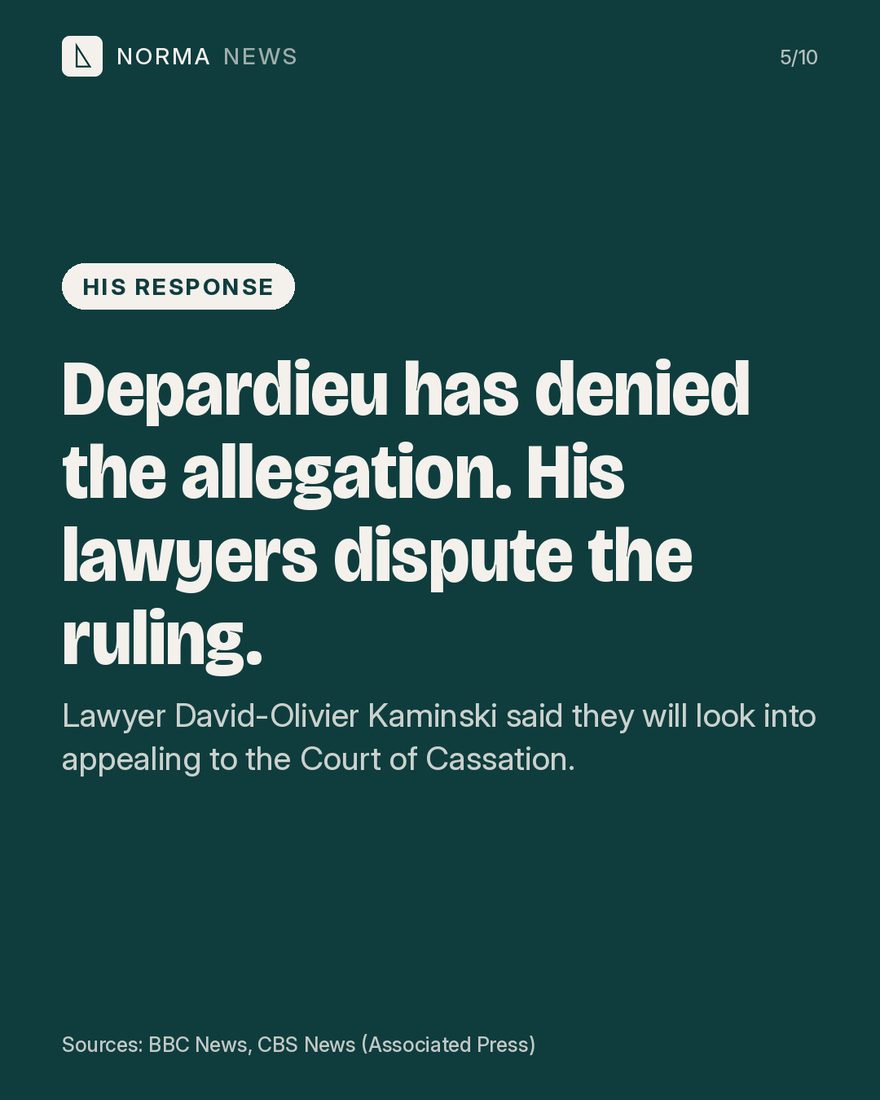 NORMA NEWS
5/10
HIS RESPONSE
Depardieu has denied
the allegation. His
lawyers dispute the
ruling.
Lawyer David-Olivier Kaminski said they will look into
appealing to the Court of Cassation.
Sources: BBC News, CBS News (Associated Press)